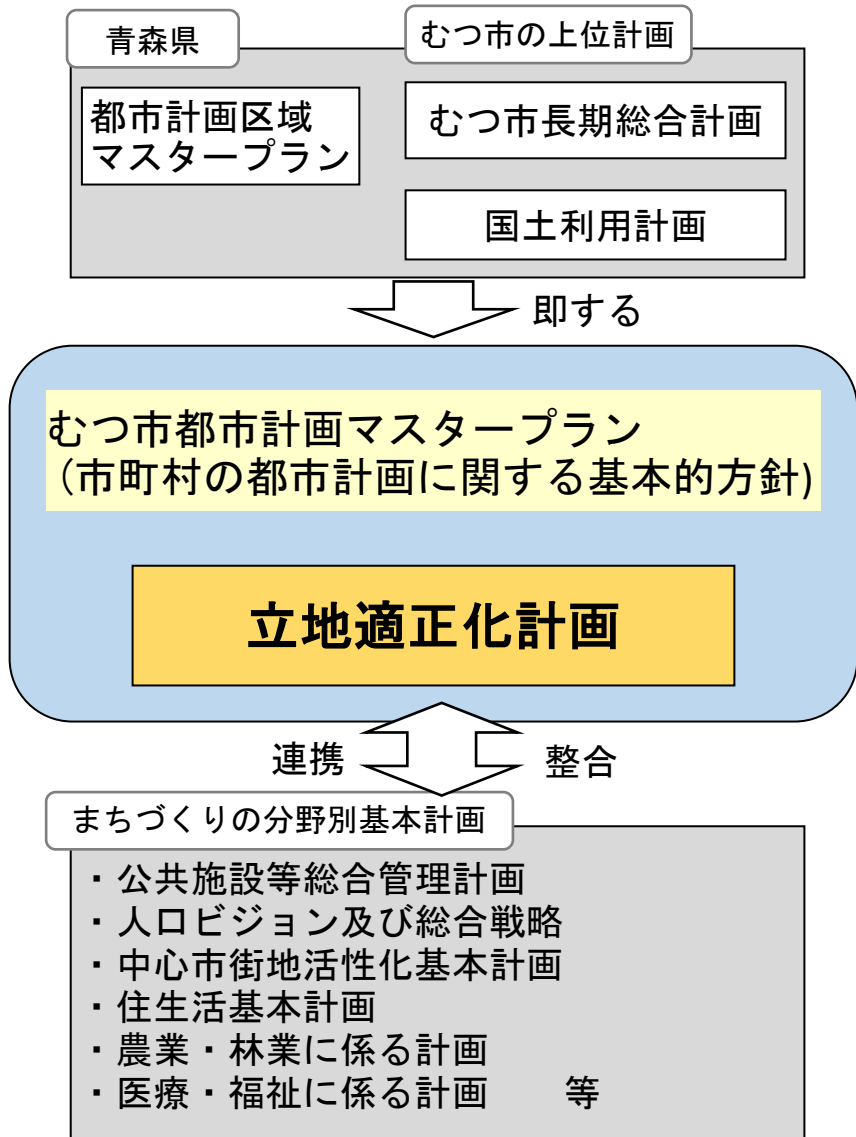 青森県
むつ市の上位計画
都市計画区域
マスタープラン
むつ市長期総合計画
国土利用計画
即する
むつ市都市計画マスタープラン
（市町村の都市計画に関する基本的方針)
立地適正化計画
連携
整合
まちづくりの分野別基本計画
・公共施設等総合管理計画
・人口ビジョン及び総合戦略
・中心市街地活性化基本計画
・住生活基本計画
・農業・林業に係る計画
・医療・福祉に係る計画　　等